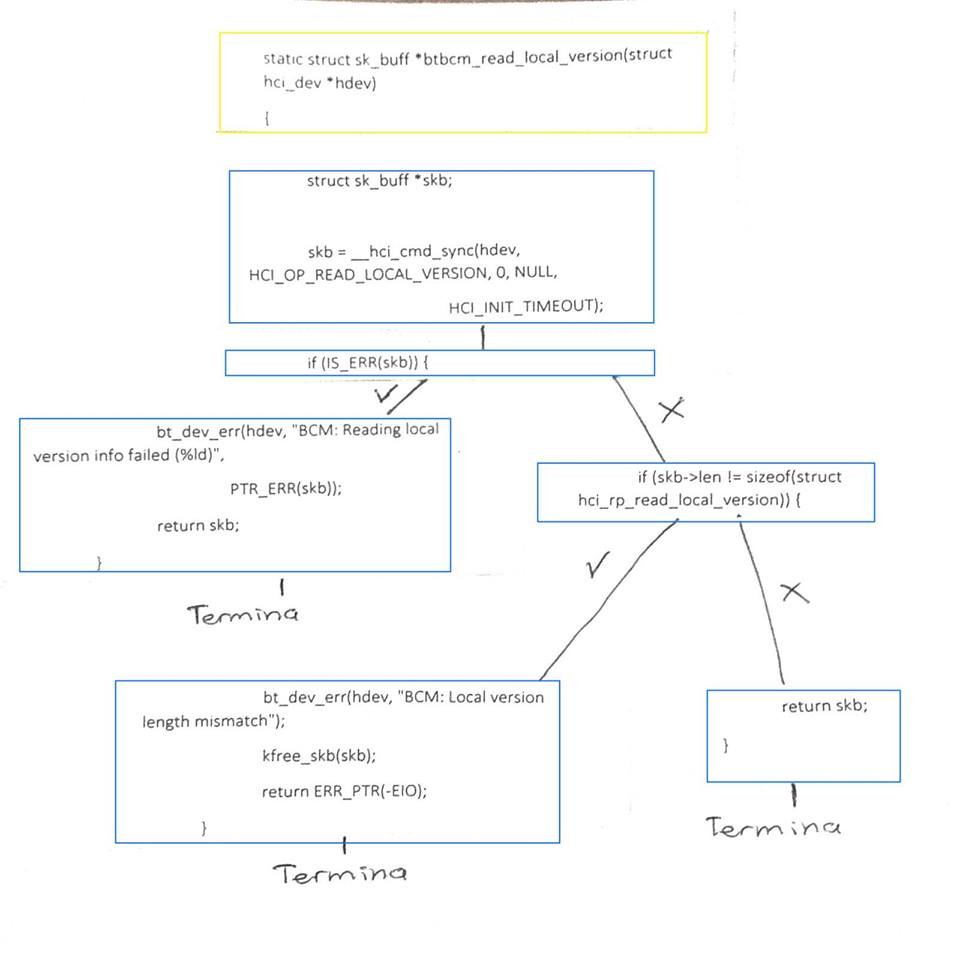 static struct sk_buff *btbcm_read_local_version(struct
hci_dev *hdev)
{
struct sk_buff *skb;
skb = __hci_cmd_sync(hdev,
HCI_OP_READ_LOCAL_VERSION, 0, NULL,
HCI_INIT_TIMEOUT);
if (IS_ERR(skb)) {
✓
X
bt_dev_err(hdev, "BCM: Reading local
version info failed (%ld)",
PTR_ERR(skb));
return skb;
}
Termina
if (skb->len != sizeof(struct
hci_rp_read_local_version)) {
✓
X
bt_dev_err(hdev, "BCM: Local version
length mismatch");
kfree_skb(skb);
return ERR_PTR(-EIO);
}
Termina
return skb;
}
Termina